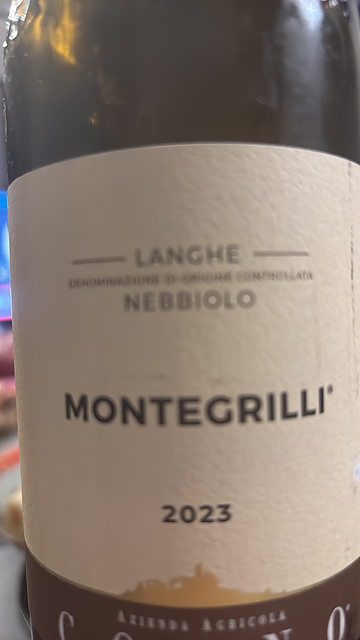 LANGHE
DENOMINAZIONE DI ORIGINE CONTROLLATA
NEBBIOLO
MONTEGRILLI®
2023
AZIENDA AGRICOLA